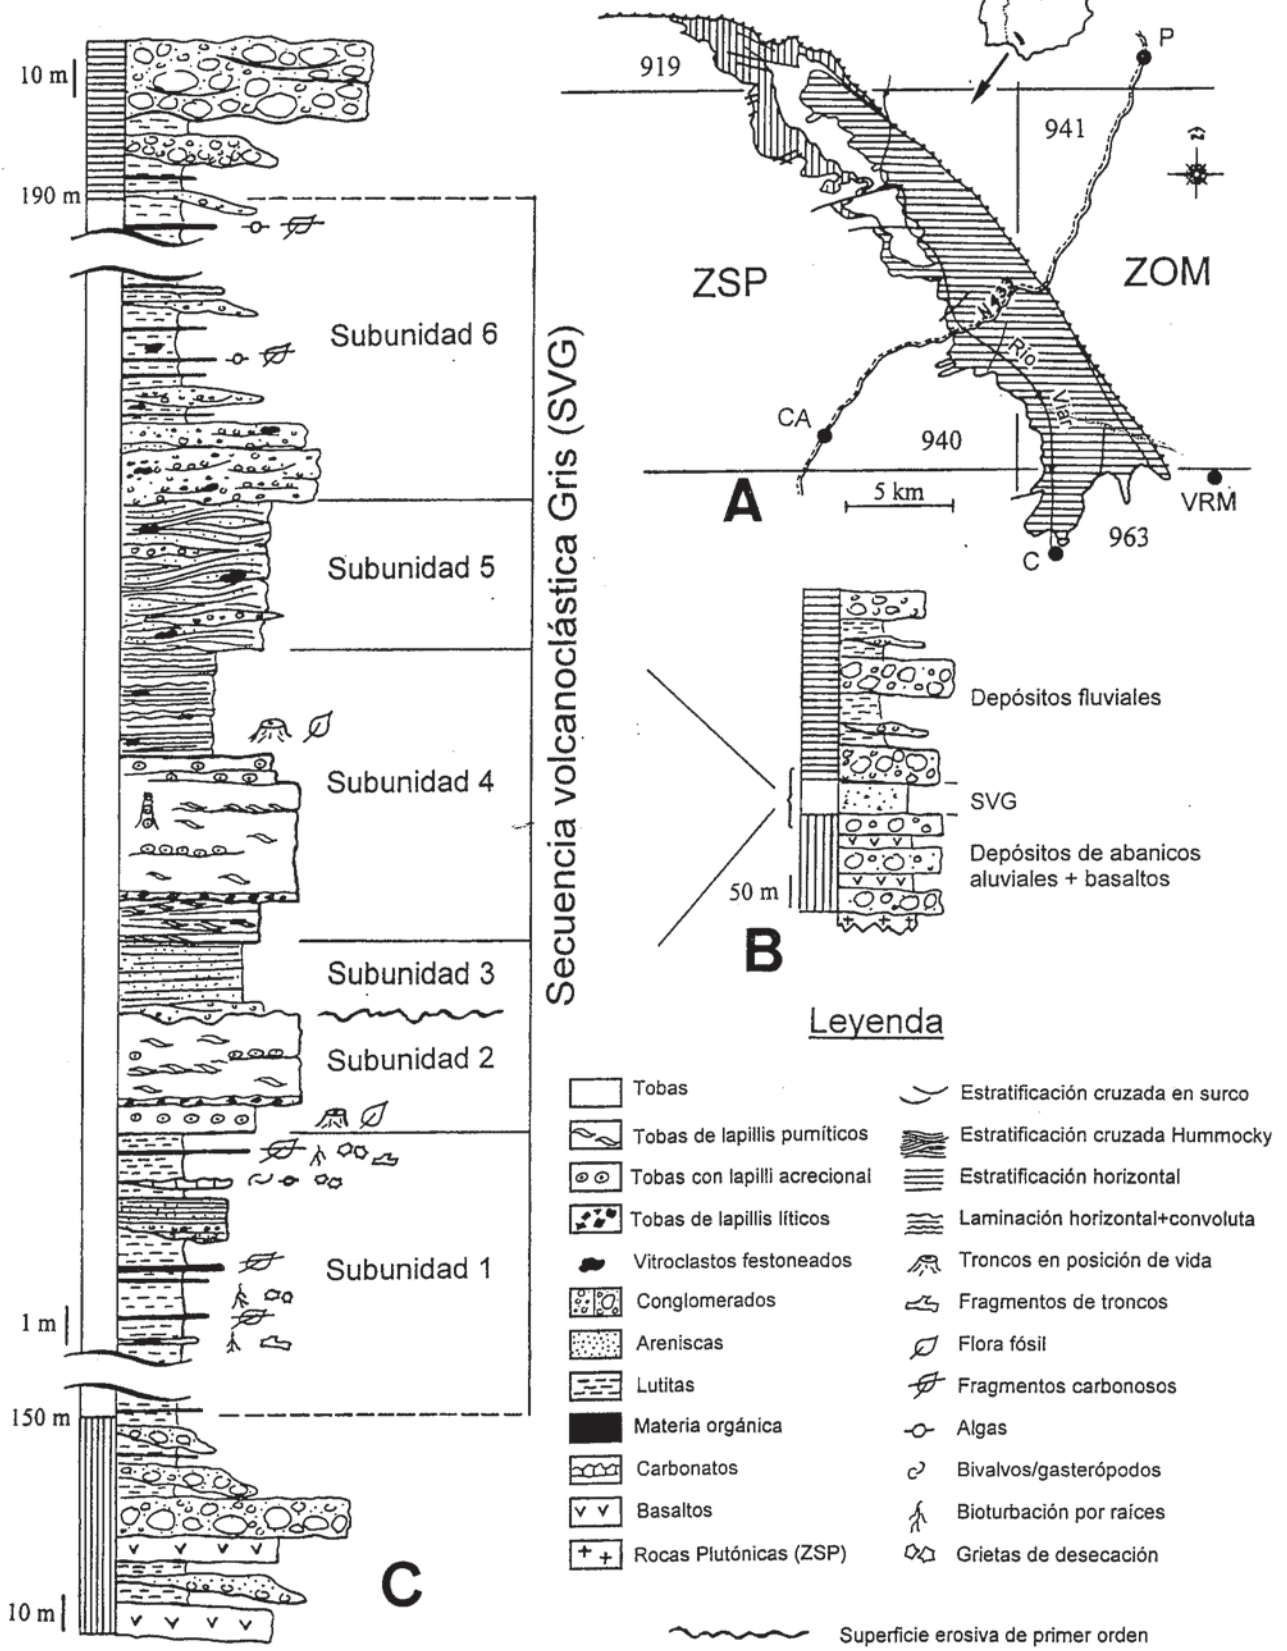 10 m
190 m
Subunidad 6
Subunidad 5
Subunidad 4
Subunidad 3
Subunidad 2
Subunidad 1
1 m
150 m
10 m
C
Secuencia volcanoclástica Gris (SVG)
919
P
941
ZSP
ZOM
Río
Viar
CA
940
5 km
A
VRM
963
C
Depósitos fluviales
SVG
Depósitos de abanicos
aluviales + basaltos
50 m
B
Leyenda
Tobas
Tobas de lapillis pumíticos
Tobas con lapilli acrecional
Tobas de lapillis líticos
Vitroclastos festoneados
Conglomerados
Areniscas
Lutitas
Materia orgánica
Carbonatos
Basaltos
Rocas Plutónicas (ZSP)
Estratificación cruzada en surco
Estratificación cruzada Hummocky
Estratificación horizontal
Laminación horizontal+convoluta
Troncos en posición de vida
Fragmentos de troncos
Flora fósil
Fragmentos carbonosos
Algas
Bivalvos/gasterópodos
Bioturbación por raíces
Grietas de desecación
Superficie erosiva de primer orden